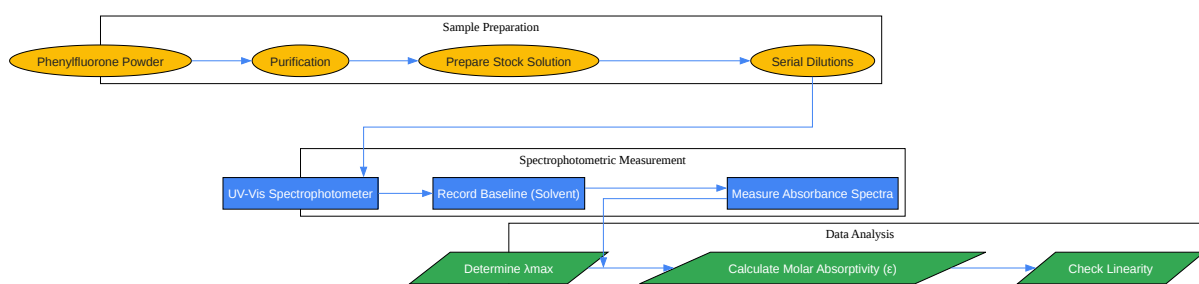 Sample Preparation
Phenylfluorone Powder
Purification
Prepare Stock Solution
Serial Dilutions
Spectrophotometric Measurement
UV-Vis Spectrophotometer
Record Baseline (Solvent)
Measure Absorbance Spectra
Data Analysis
Determine λmax
Calculate Molar Absorptivity (ε)
Check Linearity